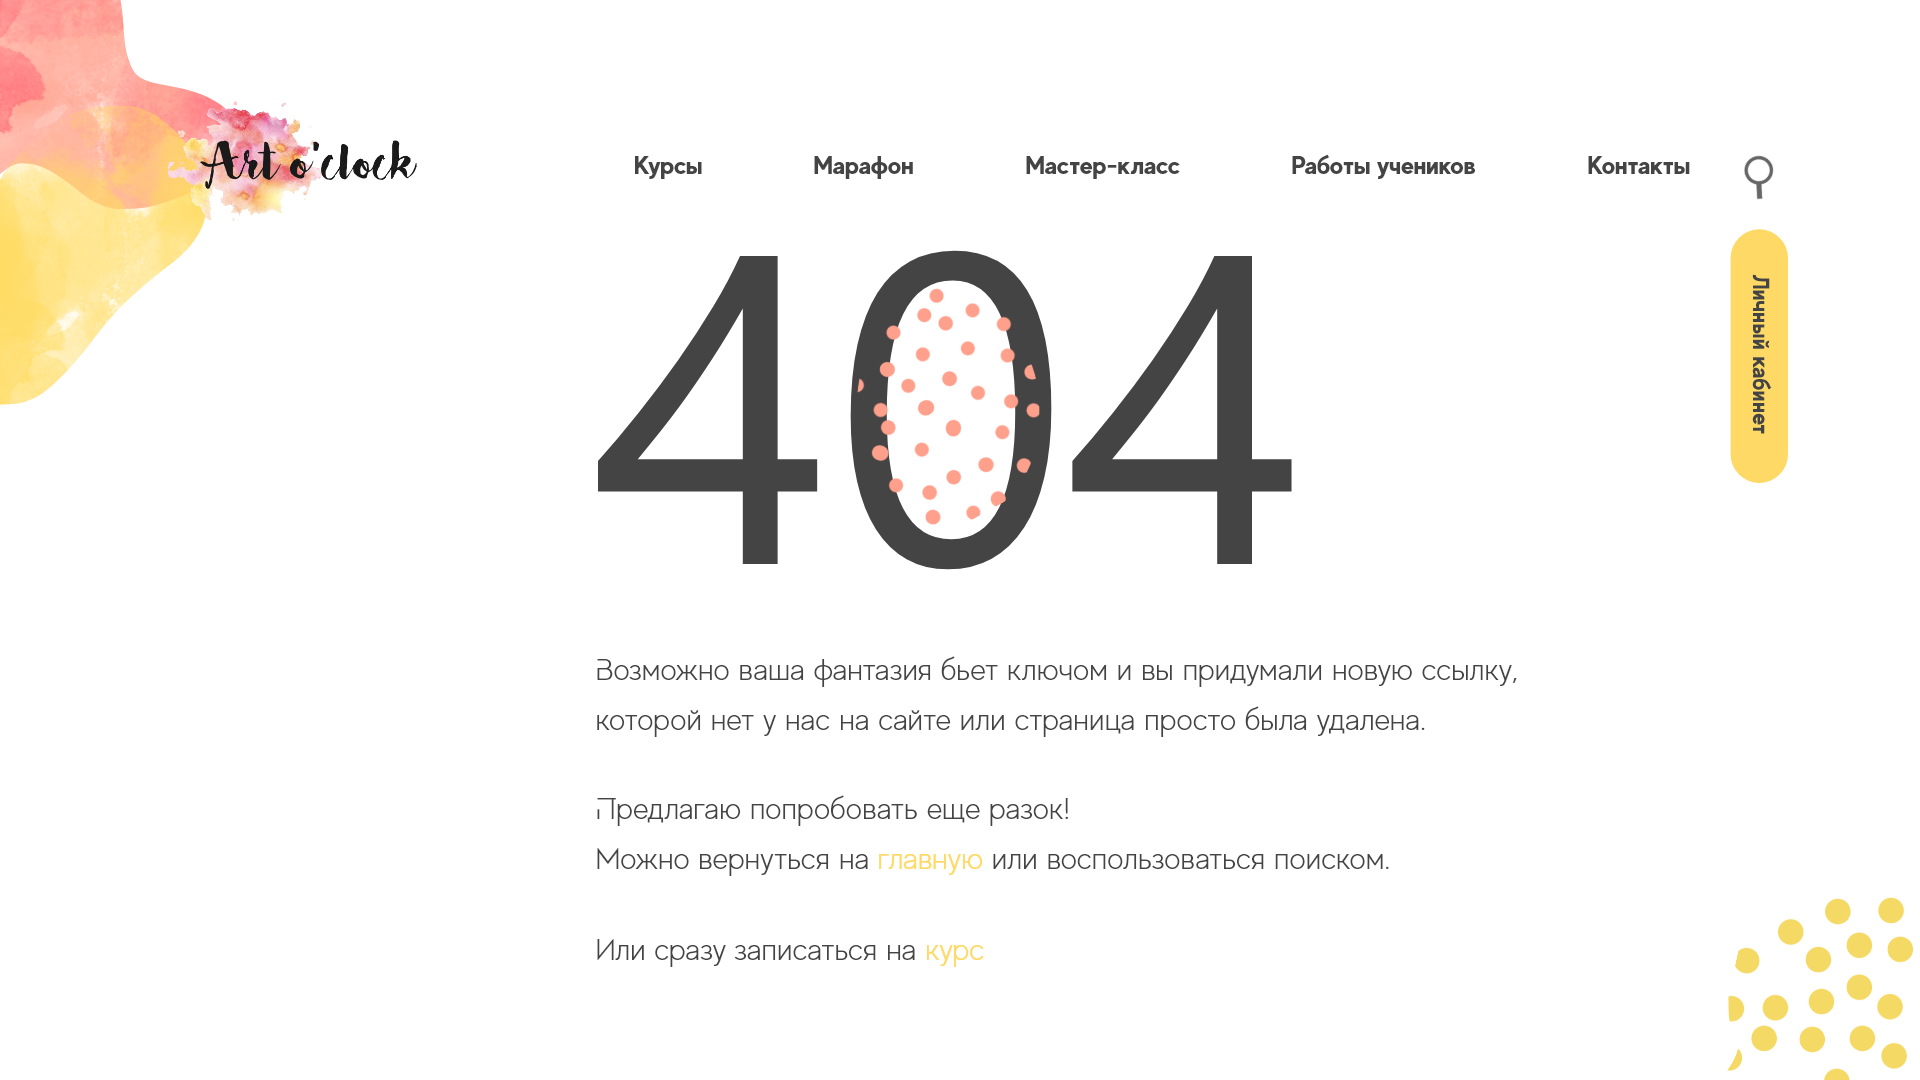 Art o'clock
Курсы
Марафон
Мастер-класс
Работы учеников
Контакты
Личный кабинет
404
Возможно ваша фантазия бьет ключом и вы придумали новую ссылку,
которой нет у нас на сайте или страница просто была удалена.
Предлагаю попробовать еще разок!
Можно вернуться на главную или воспользоваться поиском.
Или сразу записаться на курс